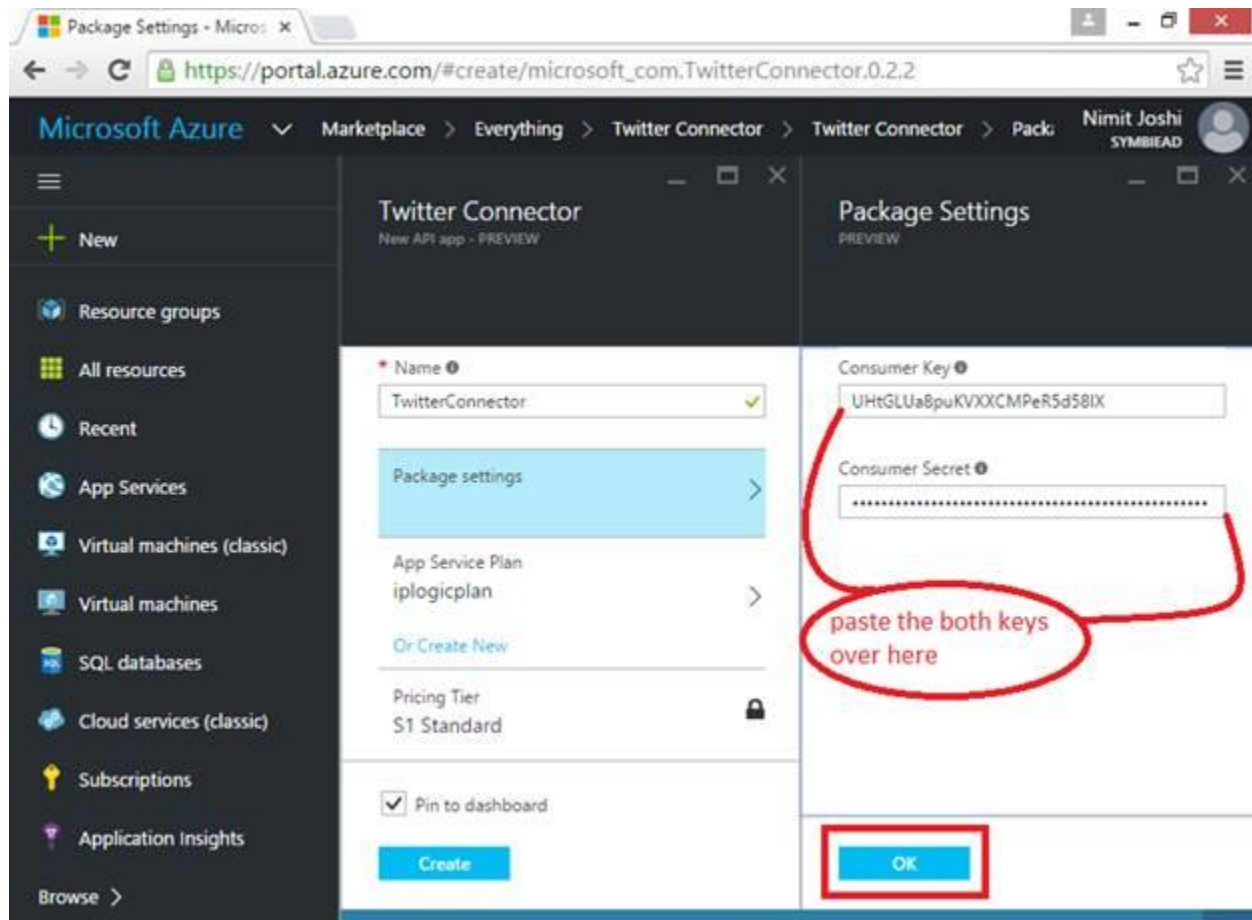 Package Settings - Micros
https://portal.azure.com/#create/microsoft_com.TwitterConnector.0.2.2
Microsoft Azure Marketplace > Everything > Twitter Connector > Twitter Connector > Packa
Nimit Joshi
SYMBIEAD
New
Resource groups
All resources
Recent
App Services
Virtual machines (classic)
Virtual machines
SQL databases
Cloud services (classic)
Subscriptions
Application Insights
Browse >
Twitter Connector
New API app - PREVIEW
* Name
TwitterConnector
Package settings
App Service Plan
iplogicplan
Or Create New
Pricing Tier
S1 Standard
Pin to dashboard
Create
Package Settings
PREVIEW
Consumer Key
UHtGLUa8puKVXXCMPeR5d58IX
Consumer Secret
paste the both keys
over here
OK